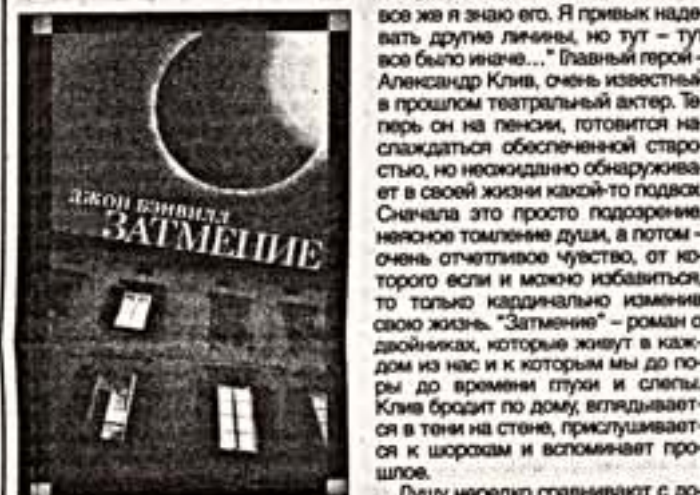 джон бэнвилл
ЗАТМЕНИЕ
все же я знаю его. Я привык наде-
вать другие личины, но тут – тут
все было иначе..." Главный герой –
Александр Клив, очень известный
в прошлом театральный актер. Те-
перь он на пенсии, готовится на-
слаждаться обеспеченной старо-
стью, но неожиданно обнаружива-
ет в своей жизни какой-то подвох.
Сначала это просто подозрение,
неясное томление души, а потом –
очень отчетливое чувство, от ко-
торого если и можно избавиться,
то только кардинально изменив
свою жизнь. "Затмение" – роман о
двойниках, которые живут в каж-
дом из нас и к которым мы до по-
ры до времени глухи и слепы.
Клив бродит по дому, вглядывает-
ся в тени на стене, прислушивает-
ся к шорохам и вспоминает про-
шлое.
Душу нередко сравнивают с